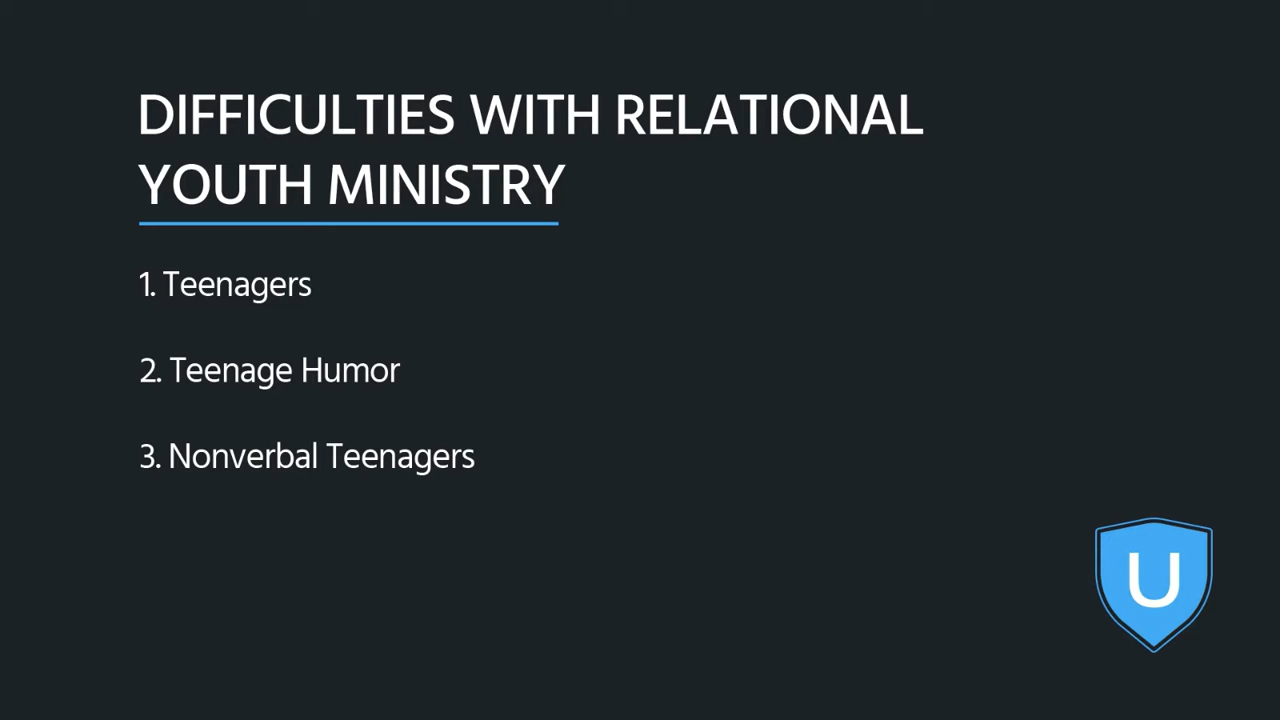 DIFFICULTIES WITH RELATIONAL
YOUTH MINISTRY
1. Teenagers
2. Teenage Humor
3. Nonverbal Teenagers
U